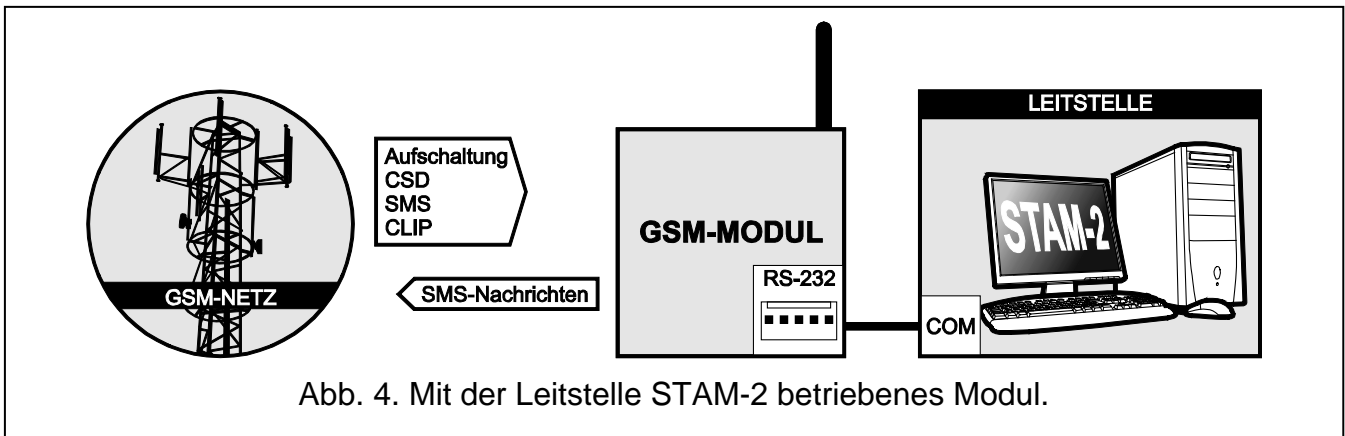 LEITSTELLE
Aufschaltung
CSD
SMS
CLIP
GSM-MODUL
STAM-2
RS-232
GSM-NETZ
SMS-Nachrichten
COM
Abb. 4. Mit der Leitstelle STAM-2 betriebenes Modul.